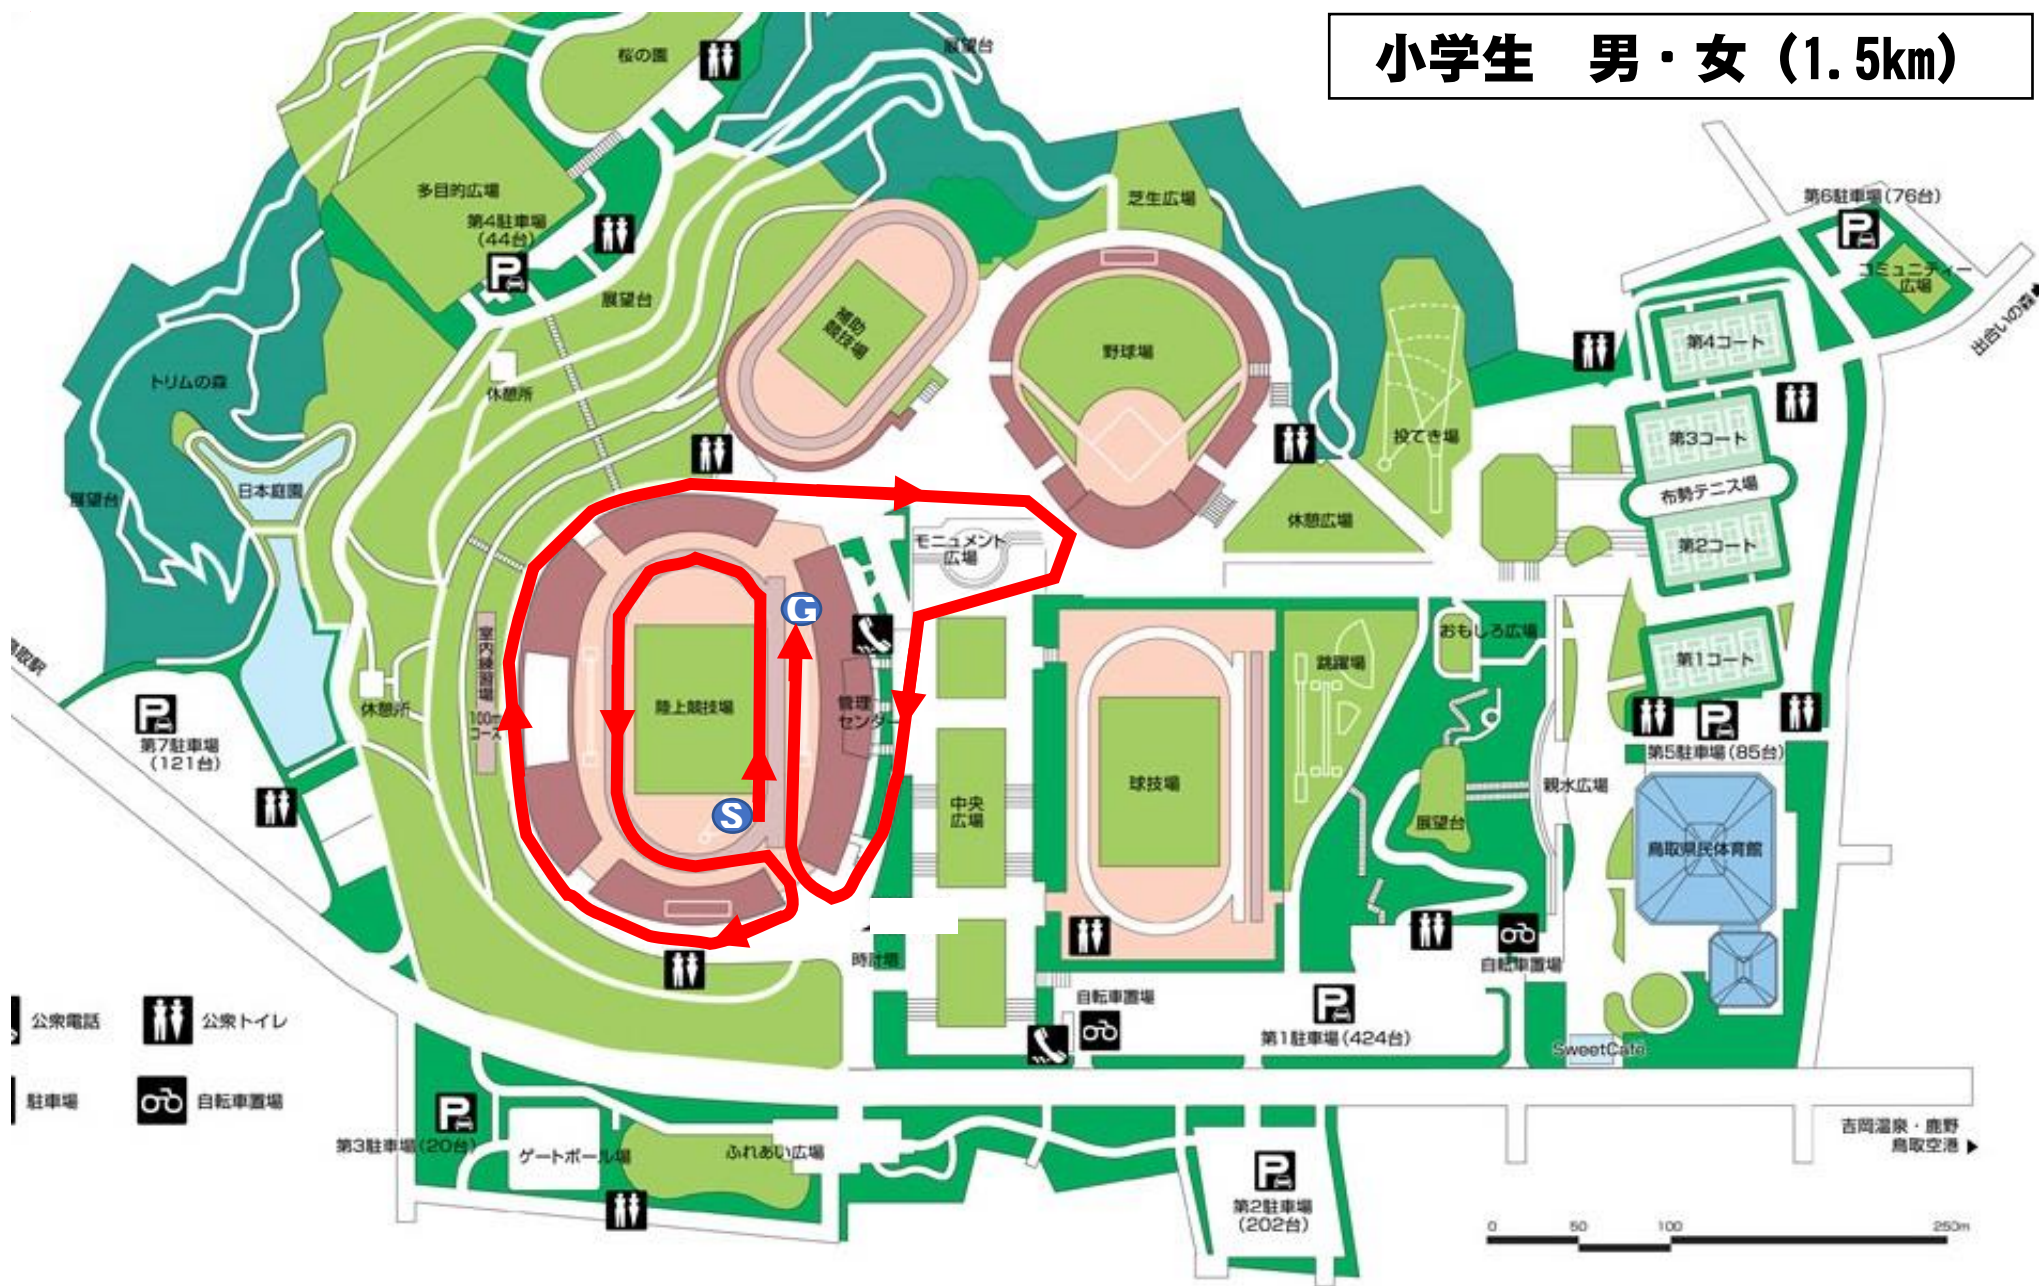 小学生　男・女（1.5km）
展望台
桜の園
多目的広場
第4駐車場
(44台)
芝生広場
第6駐車場(76台)
コミュニティー
広場
出合いの森
展望台
補助
競技場
野球場
第4コート
休憩所
トリムの森
投てき場
第3コート
展望台
日本庭園
布勢テニス場
休憩広場
モニュメント
広場
第2コート
G
室内練習場
100m
コース
おもしろ広場
跳躍場
第1コート
陸上競技場
管理
センター
休憩所
第7駐車場
(121台)
第5駐車場(85台)
球技場
親水広場
S
中央
広場
展望台
鳥取県民体育館
時計塔
自転車置場
自転車置場
公衆電話
公衆トイレ
第1駐車場(424台)
SweetCafe
駐車場
自転車置場
第3駐車場(20台)
ゲートボール場
ふれあい広場
吉岡温泉・鹿野
鳥取空港
第2駐車場
(202台)
0 50 100 250m